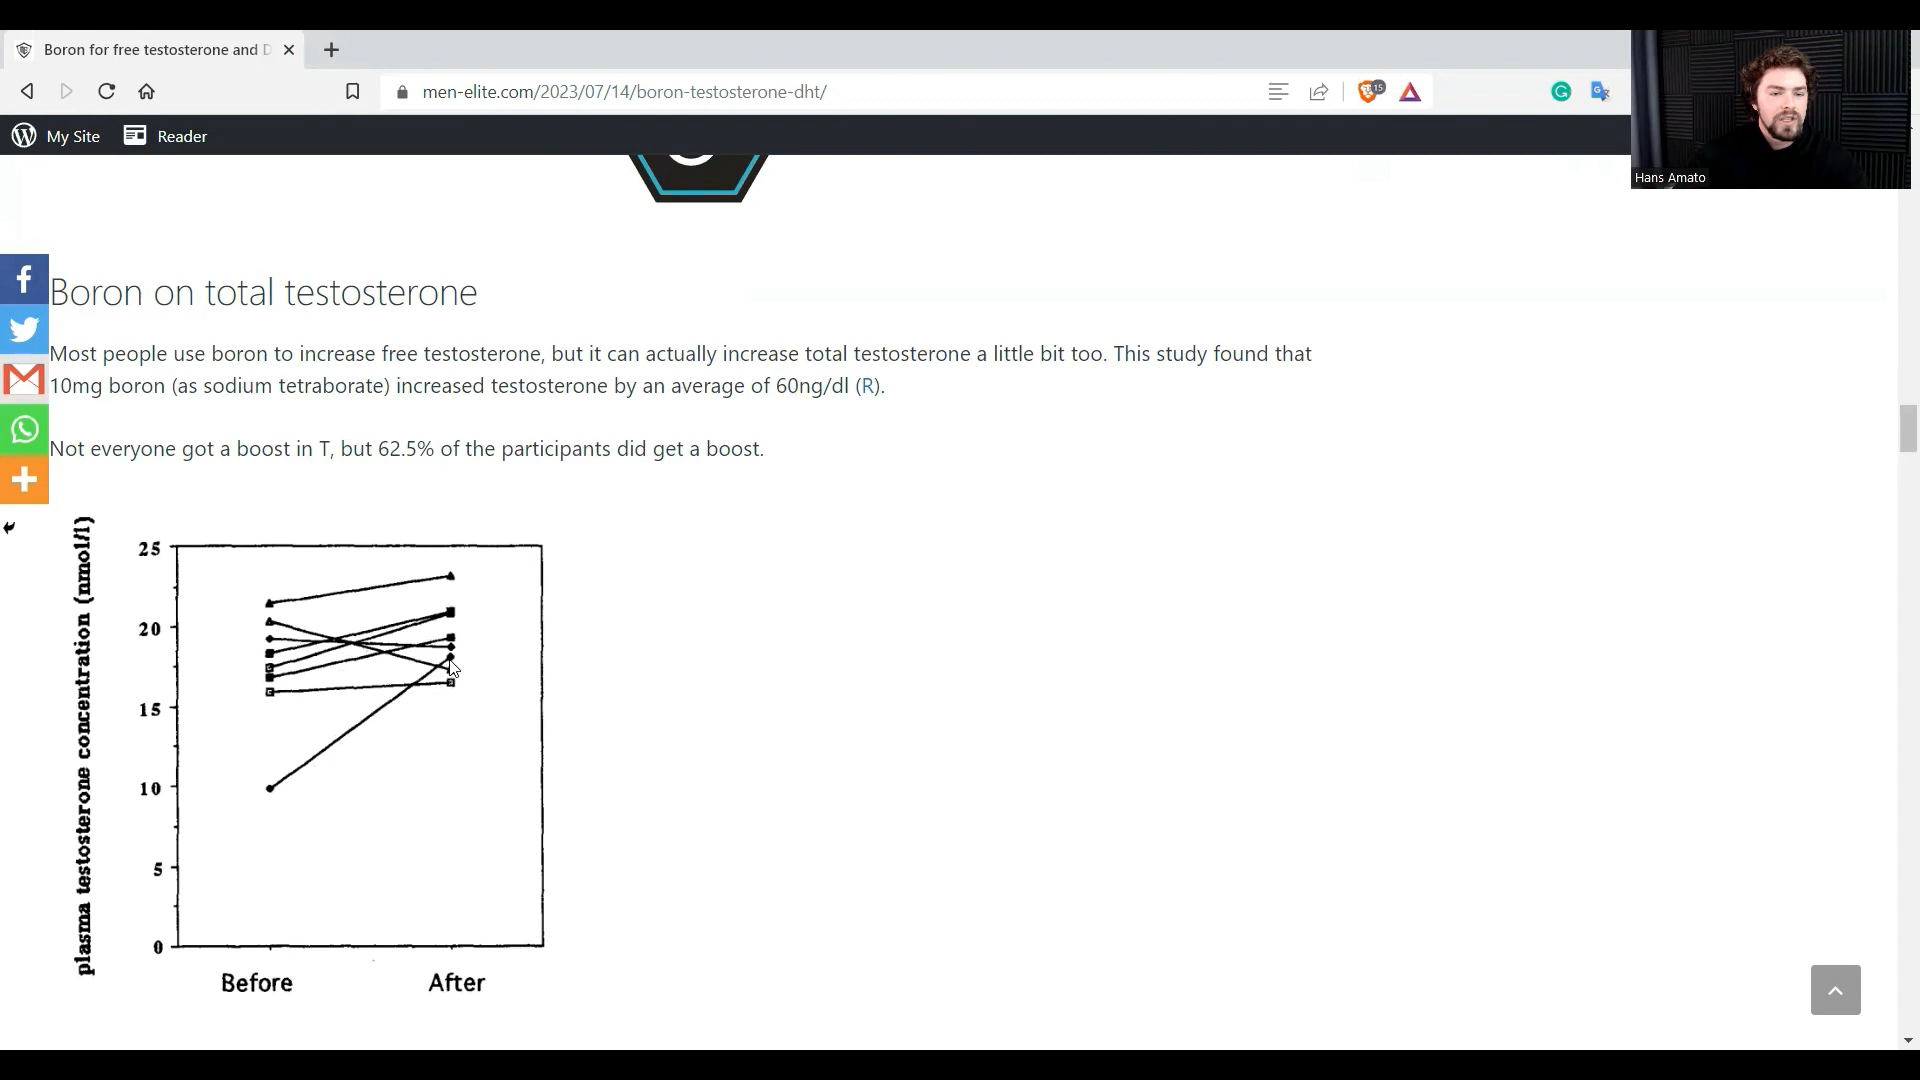 Boron for free testosterone and D
men-elite.com/2023/07/14/boron-testosterone-dht/
15
My Site
Reader
Hans Amato
Boron on total testosterone
Most people use boron to increase free testosterone, but it can actually increase total testosterone a little bit too. This study found that
10mg boron (as sodium tetraborate) increased testosterone by an average of 60ng/dl (R).
Not everyone got a boost in T, but 62.5% of the participants did get a boost.
plasma testosterone concentration (nmol/l)
25
20
15
10
5
0
Before
After